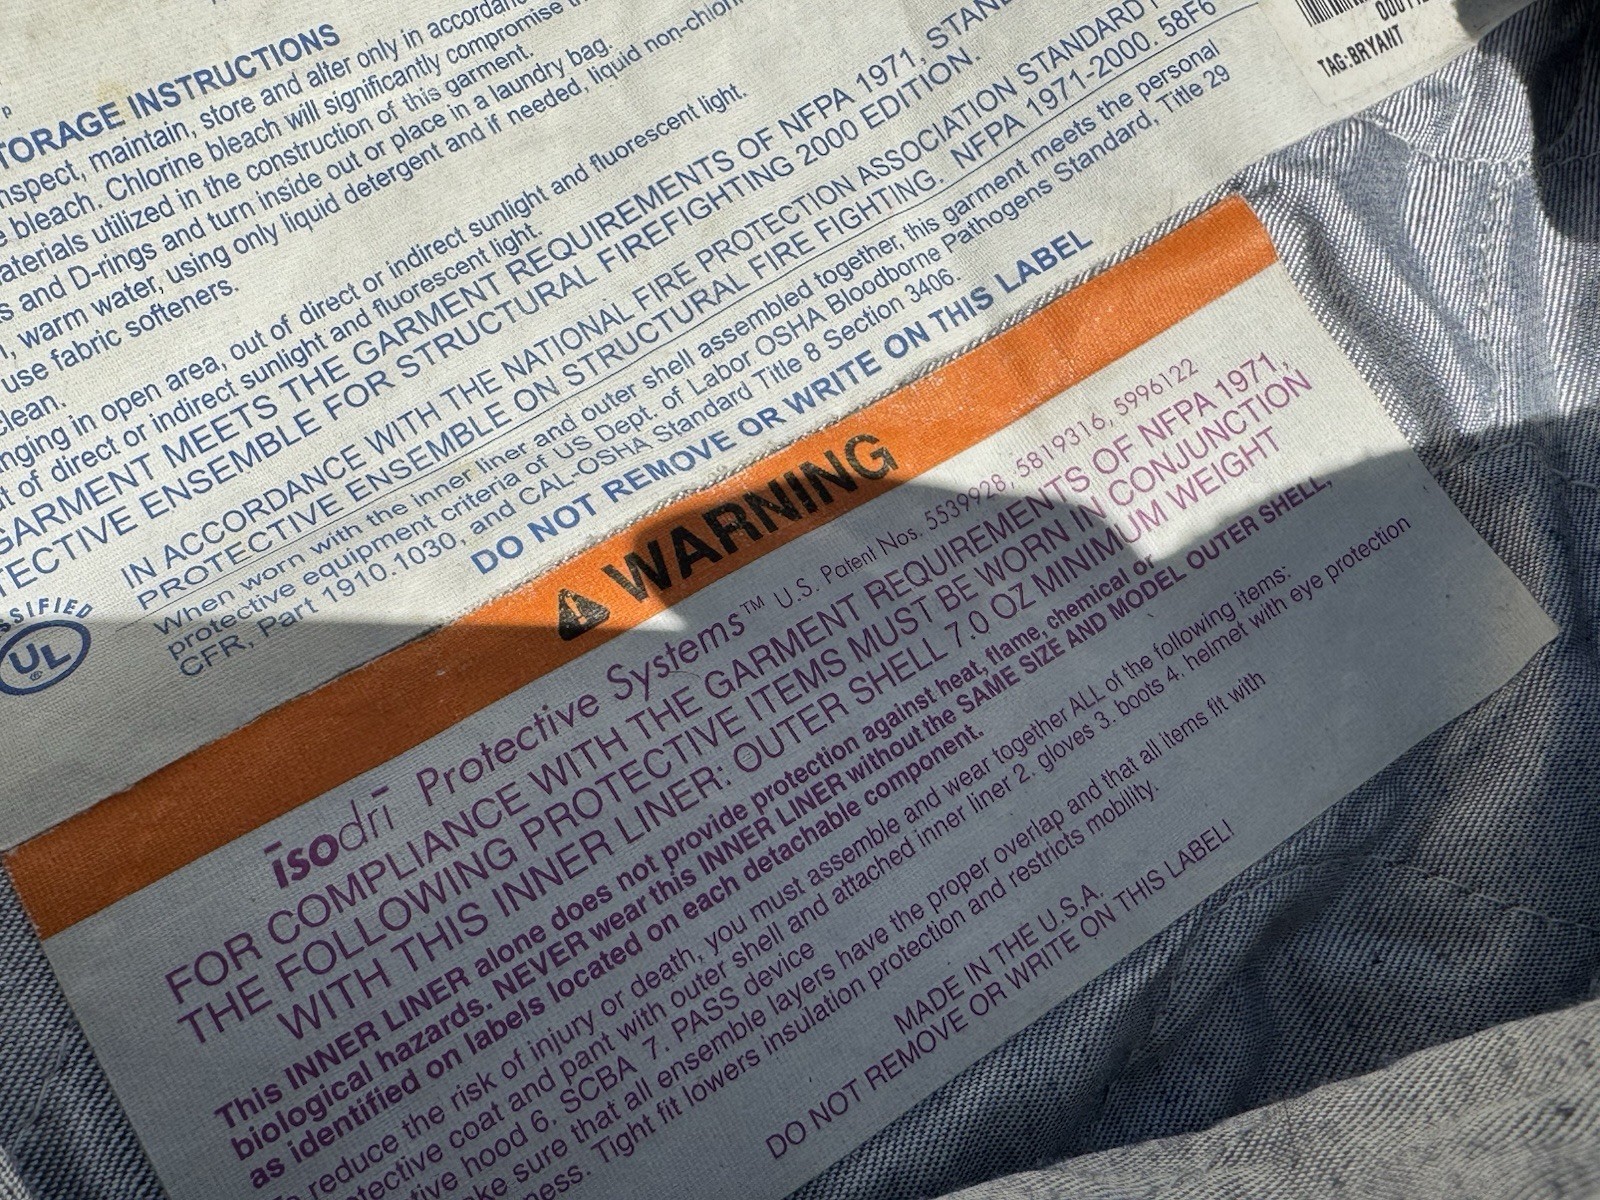 STORAGE INSTRUCTIONS
inspect, maintain, store and alter only in
bleach. Chlorine bleach will significantly compromise
materials utilized in the construction of this garment.
and D-rings and turn inside out or place in a laundry bag.
warm water, using only liquid detergent and if needed, liquid
use fabric softeners.
clean.
in open area, out of direct or indirect sunlight and fluorescent light.
of direct or indirect sunlight and fluorescent light.
GARMENT MEETS THE GARMENT REQUIREMENTS OF NFPA 1971,
ENSEMBLE FOR STRUCTURAL FIREFIGHTING 2000 EDITION.
IN ACCORDANCE WITH THE NATIONAL FIRE PROTECTION ASSOCIATION STANDARD
PROTECTIVE ENSEMBLE ON STRUCTURAL FIRE FIGHTING. NFPA 1971-2000. 58F6
When worn with the inner liner and outer shell assembled together, this garment meets the personal
protective equipment criteria of US Dept. of Labor OSHA Bloodborne Pathogens Standard, Title 29
CFR, Part 1910.1030, and CAL-OSHA Standard Title 8 Section 3406.
DO NOT REMOVE OR WRITE ON THIS LABEL
UL
®
TAG:BRYANT
WARNING
isodri Protective Systems™ U.S. Patent Nos. 5539928, 5819316, 5996122
FOR COMPLIANCE WITH THE GARMENT REQUIREMENTS OF NFPA 1971,
THE FOLLOWING PROTECTIVE ITEMS MUST BE WORN IN CONJUNCTION
WITH THIS INNER LINER: OUTER SHELL 7.0 OZ MINIMUM WEIGHT
This INNER LINER alone does not provide protection against heat, flame, chemical or
biological hazards. NEVER wear this INNER LINER without the SAME SIZE AND MODEL OUTER SHELL,
as identified on labels located on each detachable component.
reduce the risk of injury or death, you must assemble and wear together ALL of the following items:
coat and pant with outer shell and attached inner liner 2. gloves 3. boots 4. helmet with eye protection
hood 6. SCBA 7. PASS device
sure that all ensemble layers have the proper overlap and that all items fit with
Tight fit lowers insulation protection and restricts mobility.
MADE IN THE U.S.A.
DO NOT REMOVE OR WRITE ON THIS LABEL!